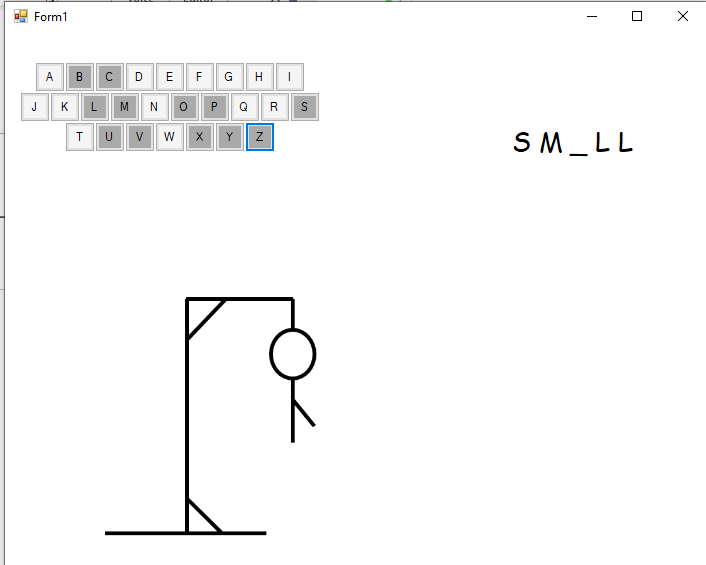 Form1
A B C D E F G H I
J K L M N O P Q R S
T U V W X Y Z
S M _ L L